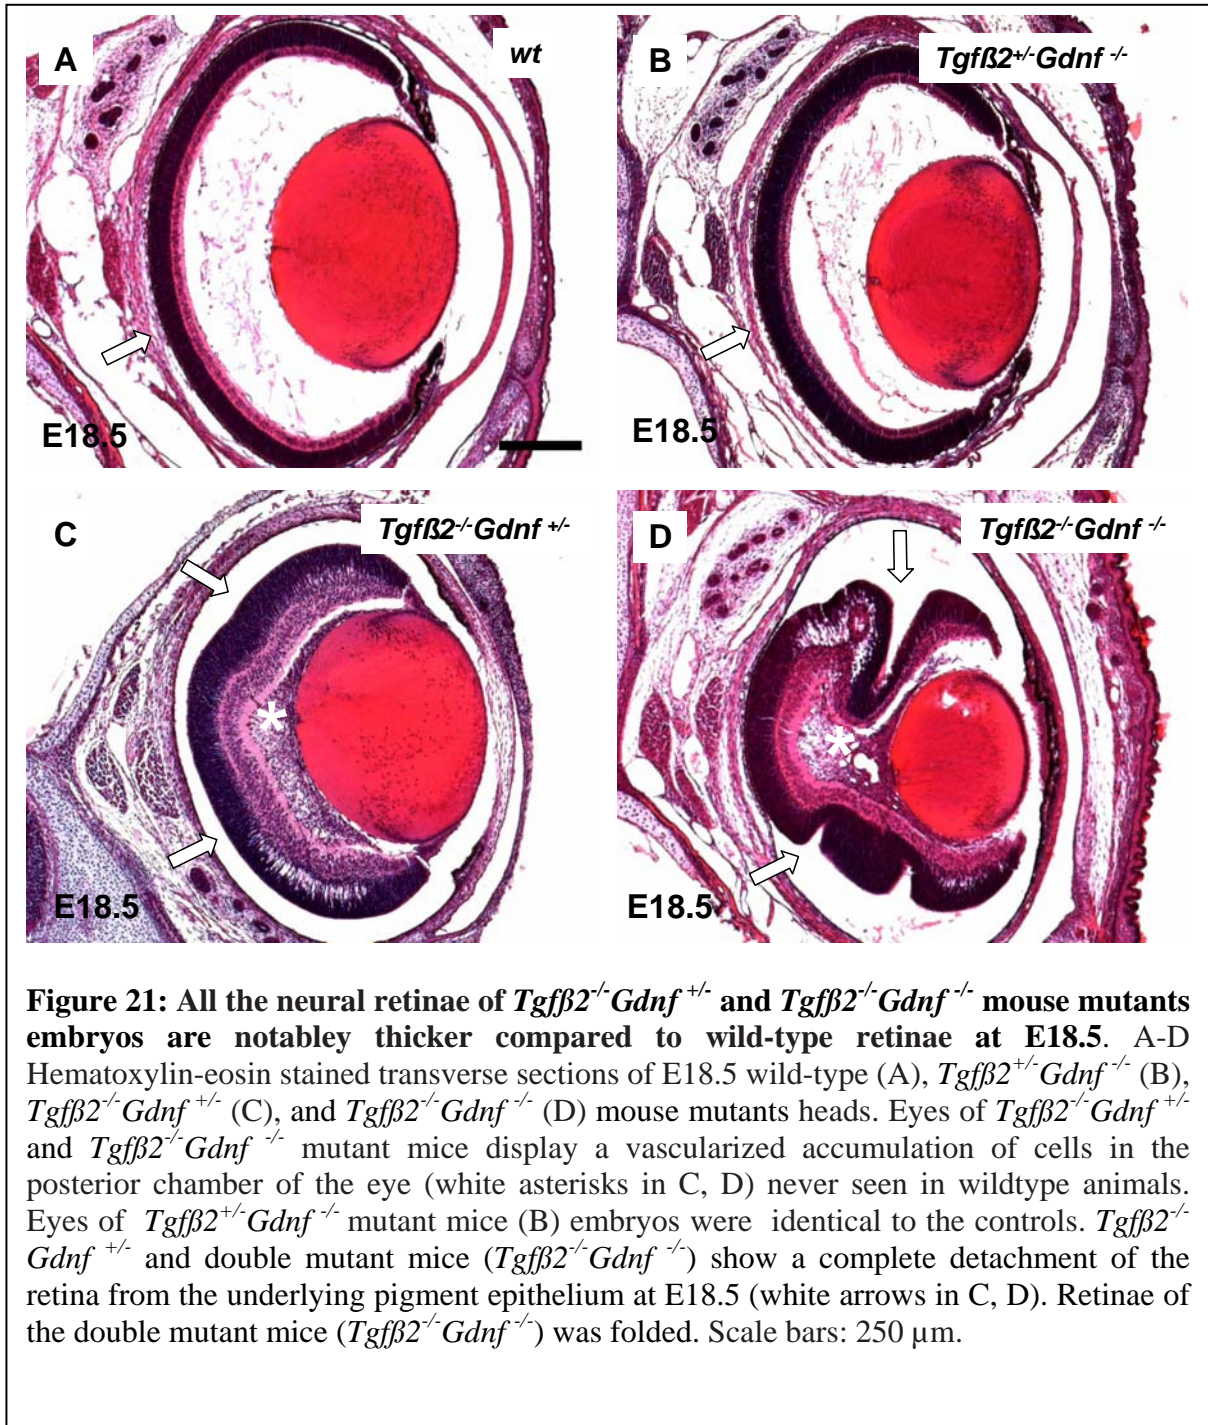 A
wt
B
Tgfß2+/-Gdnf -/-
E18.5
E18.5
C
Tgfß2-/-Gdnf +/-
D
Tgfß2-/-Gdnf -/-
*
*
E18.5
E18.5
Figure 21: All the neural retinae of Tgfß2-/-Gdnf +/- and Tgfß2-/-Gdnf -/- mouse mutants
embryos are notabley thicker compared to wild-type retinae at E18.5. A-D
Hematoxylin-eosin stained transverse sections of E18.5 wild-type (A), Tgfß2+/-Gdnf -/- (B),
Tgfß2-/-Gdnf +/- (C), and Tgfß2-/-Gdnf -/- (D) mouse mutants heads. Eyes of Tgfß2-/-Gdnf +/-
and Tgfß2-/-Gdnf -/- mutant mice display a vascularized accumulation of cells in the
posterior chamber of the eye (white asterisks in C, D) never seen in wildtype animals.
Eyes of Tgfß2+/-Gdnf -/- mutant mice (B) embryos were identical to the controls. Tgfß2-/-
Gdnf +/- and double mutant mice (Tgfß2-/-Gdnf -/-) show a complete detachment of the
retina from the underlying pigment epithelium at E18.5 (white arrows in C, D). Retinae of
the double mutant mice (Tgfß2-/-Gdnf -/-) was folded. Scale bars: 250 µm.